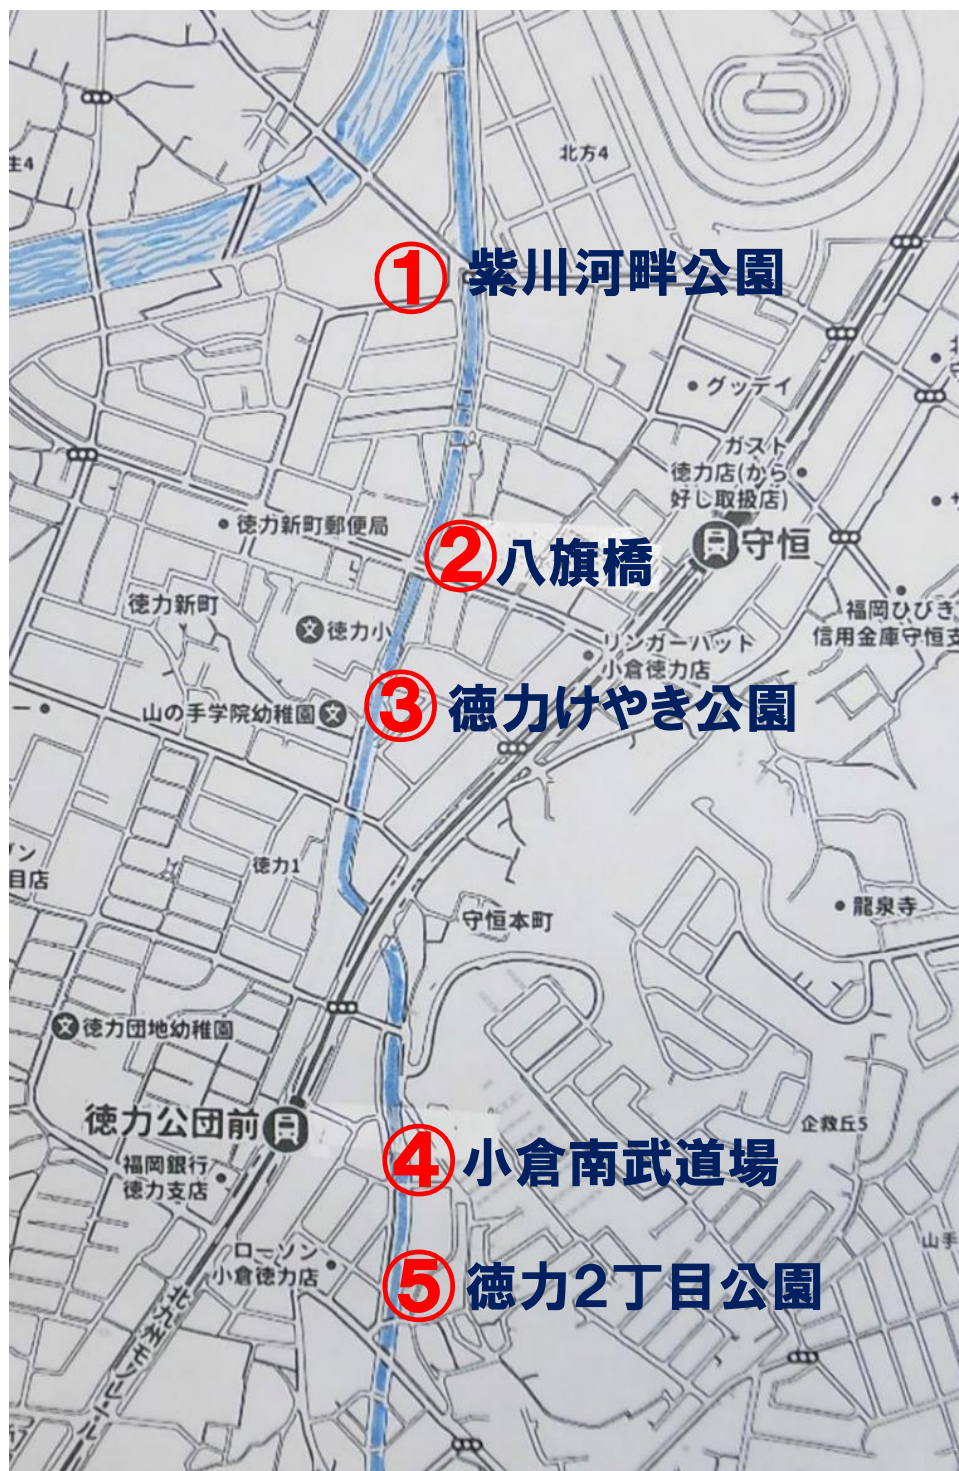 北方4
生4
① 紫川河畔公園
グッデイ
ガスト
徳力店(から
好し取扱店)
徳力新町郵便局
② 八旗橋
守恒
徳力新町
徳力小
福岡ひびき
信用金庫守恒支
リンガーハット
小倉徳力店
山の手学院幼稚園
③ 徳力けやき公園
ン
目店
徳力1
龍泉寺
守恒本町
徳力団地幼稚園
徳力公団前
企救丘5
福岡銀行
徳力支店
④ 小倉南武道場
山手
ローソン
小倉徳力店
⑤ 徳力2丁目公園
北九州モノレール